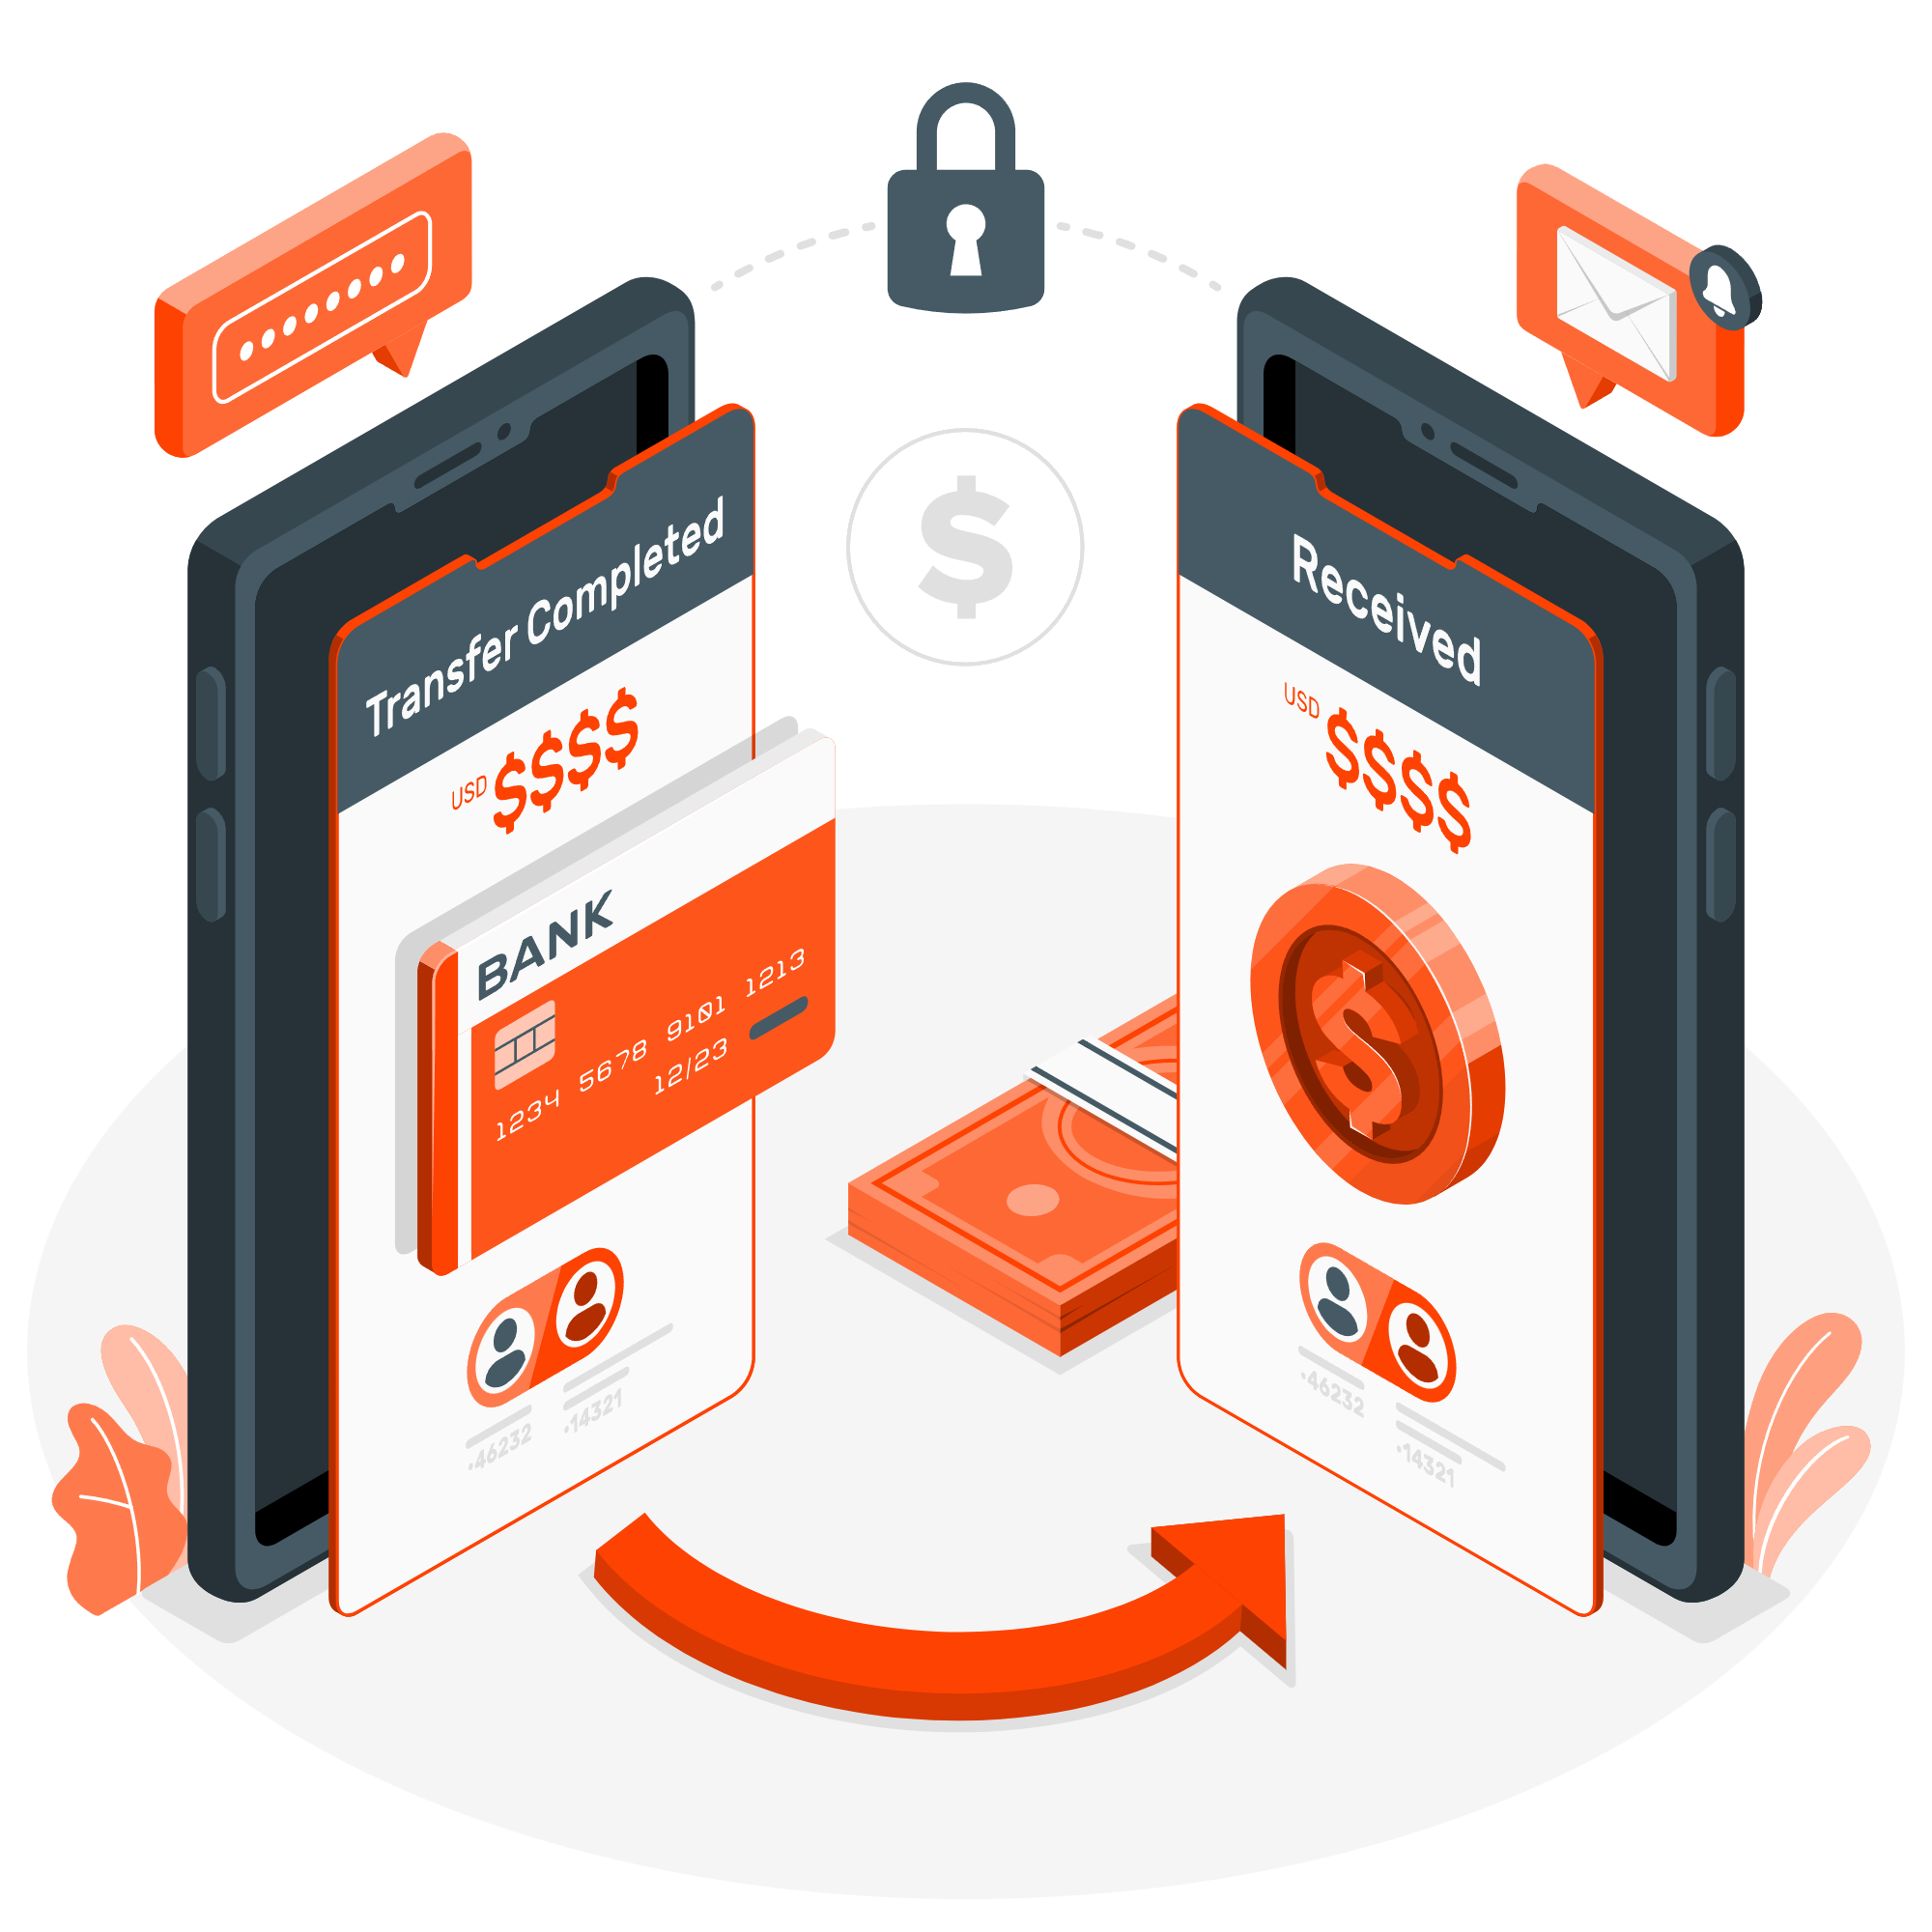 $
Transfer Completed
USD $$$$
BANK
1234 5678 9101 1213
12/23
·46232
·14321
Received
USD $$$$
$
·46232
·14321